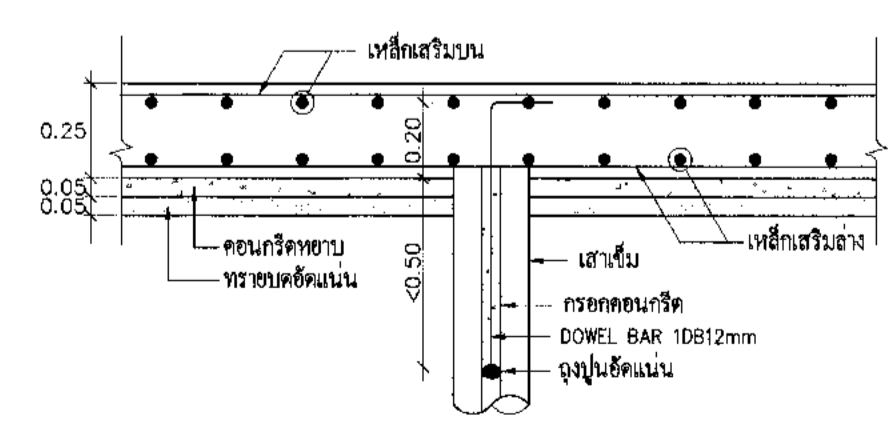 เหล็กเสริมบน
0.25
0.20
0.05
0.05
คอนกรีตหยาบ
ทรายบดอัดแน่น
<0.50
เหล็กเสริมล่าง
เสาเข็ม
กรอกคอนกรีต
DOWEL BAR 1DB12mm
ถุงปูนอัดแน่น